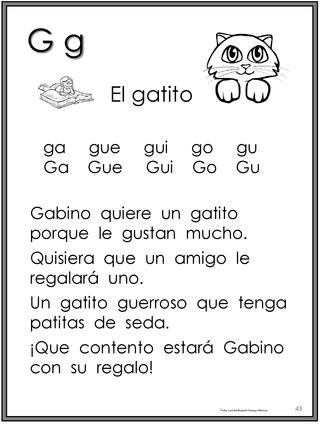 G g
El gatito
ga gue gui go gu
Ga Gue Gui Go Gu
Gabino quiere un gatito
porque le gustan mucho.
Quisiera que un amigo le
regalará uno.
Un gatito guerroso que tenga
patitas de seda.
¡Que contento estará Gabino
con su regalo!
43